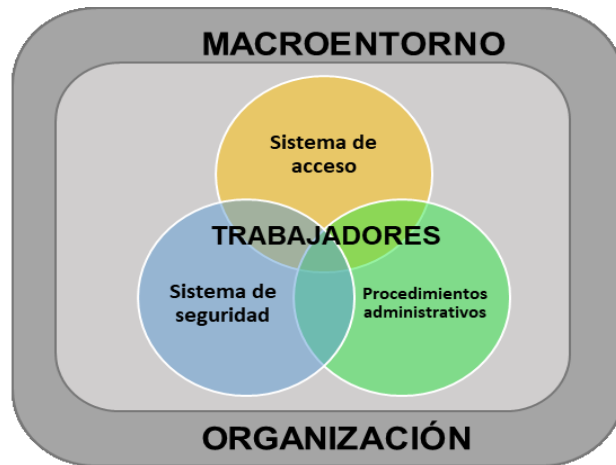 MACROENTORNO
Sistema de
acceso
TRABAJADORES
Sistema de
seguridad
Procedimientos
administrativos
ORGANIZACIÓN